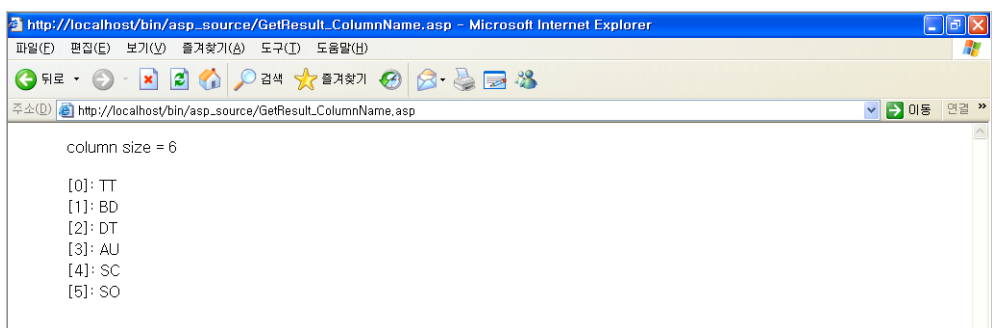 http://localhost/bin/asp_source/GetResult_ColumnName.asp - Microsoft Internet Explorer
파일(F) 편집(E) 보기(V) 즐겨찾기(A) 도구(T) 도움말(H)
뒤로 검색 즐겨찾기
주소(D) http://localhost/bin/asp_source/GetResult_ColumnName.asp 이동 연결 »
column size = 6
[0]: TT
[1]: BD
[2]: DT
[3]: AU
[4]: SC
[5]: SO